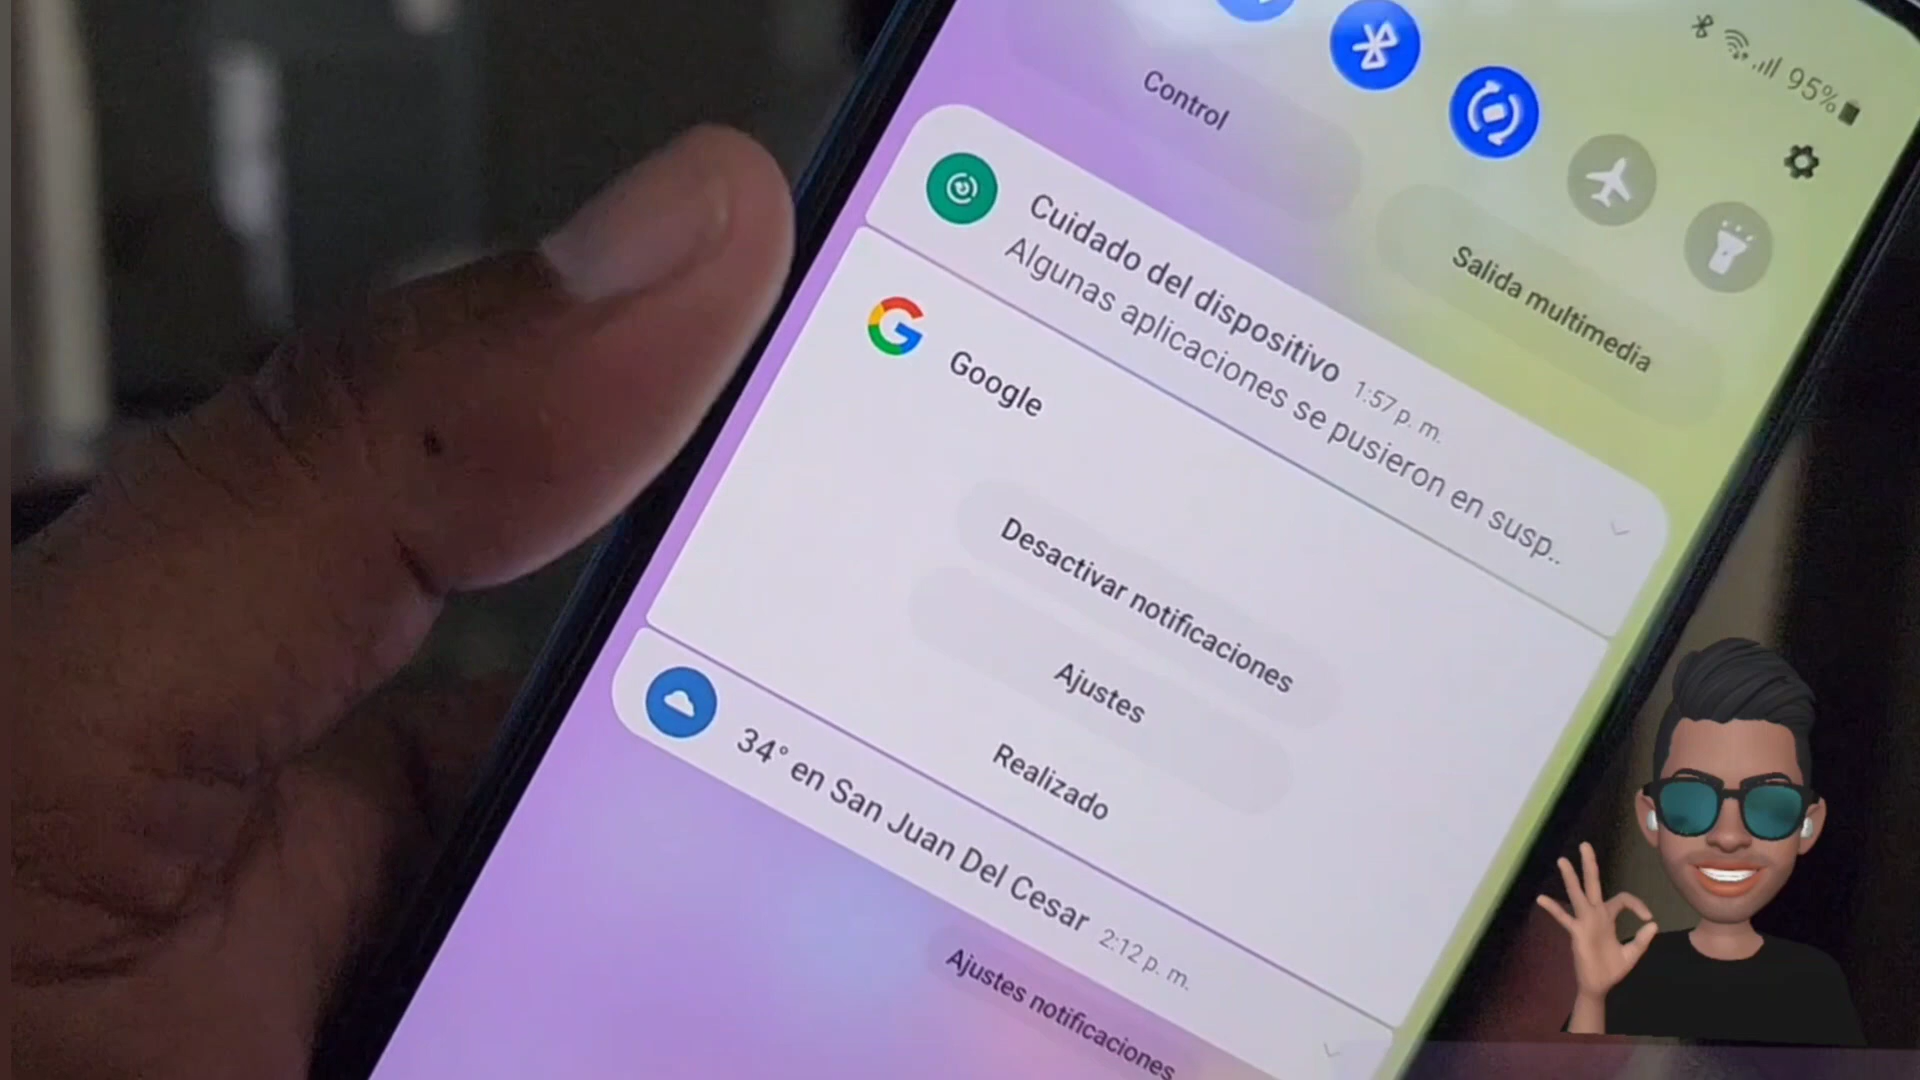 95%
Control
Salida multimedia
Cuidado del dispositivo 1:57 p. m.
Algunas aplicaciones se pusieron en susp..
Google
Desactivar notificaciones
Ajustes
Realizado
34° en San Juan Del Cesar 2:12 p. m.
Ajustes notificaciones